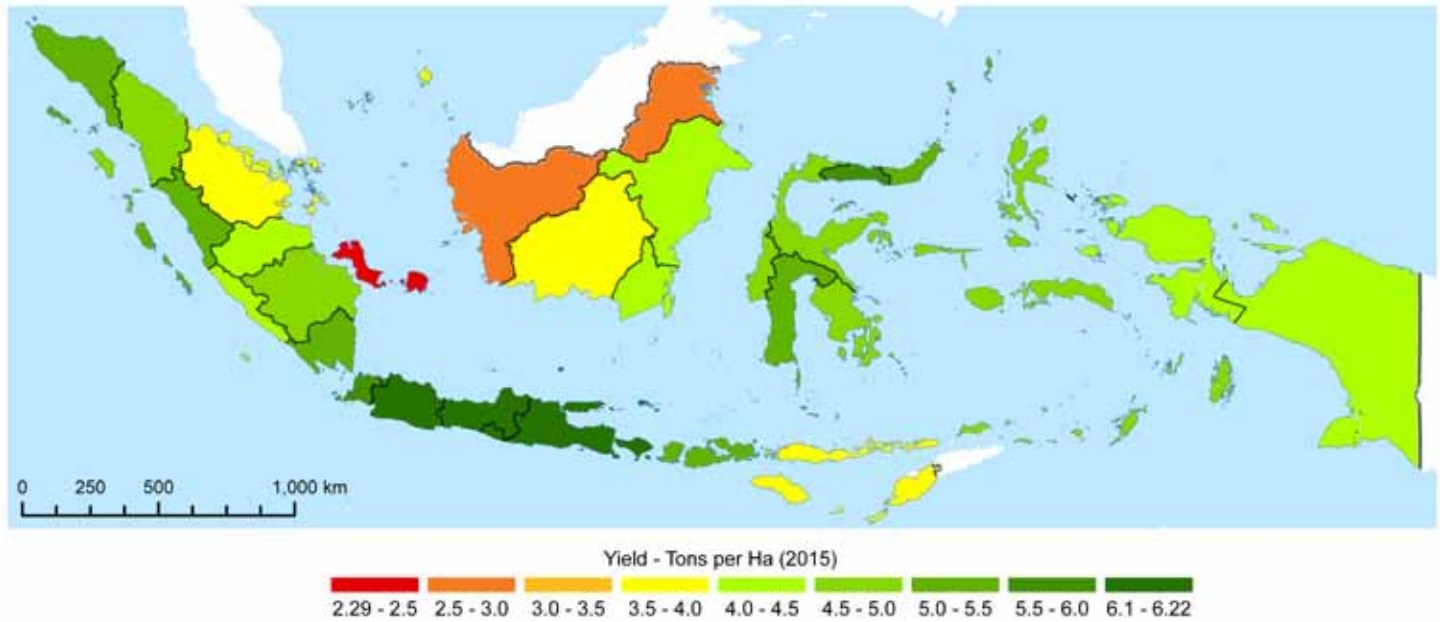 0 250 500 1,000 km
Yield - Tons per Ha (2015)
2.29 - 2.5 2.5 - 3.0 3.0 - 3.5 3.5 - 4.0 4.0 - 4.5 4.5 - 5.0 5.0 - 5.5 5.5 - 6.0 6.1 - 6.22